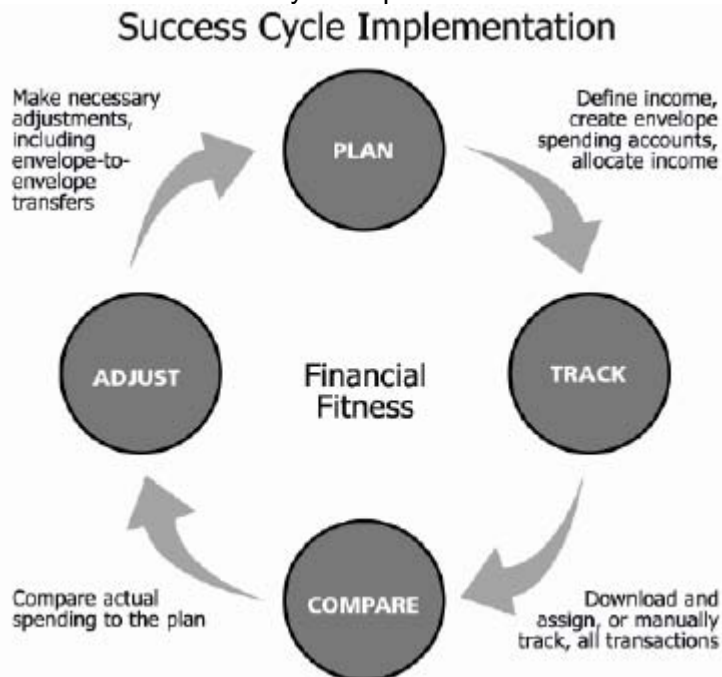 Success Cycle Implementation
Make necessary
adjustments,
including
envelope-to-
envelope
transfers
PLAN
Define income,
create envelope
spending accounts,
allocate income
ADJUST
Financial
Fitness
TRACK
Compare actual
spending to the plan
COMPARE
Download and
assign, or manually
track, all transactions